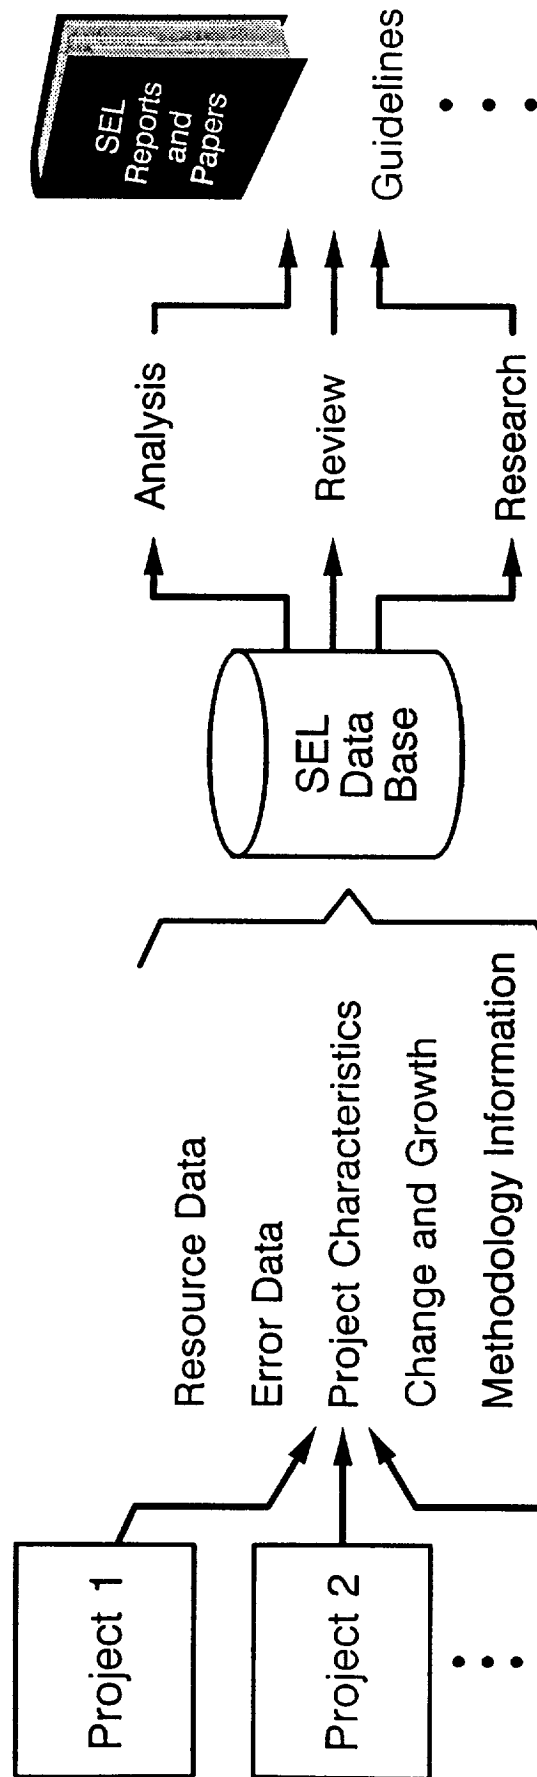 Project 1
Project 2
Resource Data
Error Data
Project Characteristics
Change and Growth
Methodology Information
SEL
Data
Base
Analysis
Review
Research
SEL
Reports
and
Papers
Guidelines